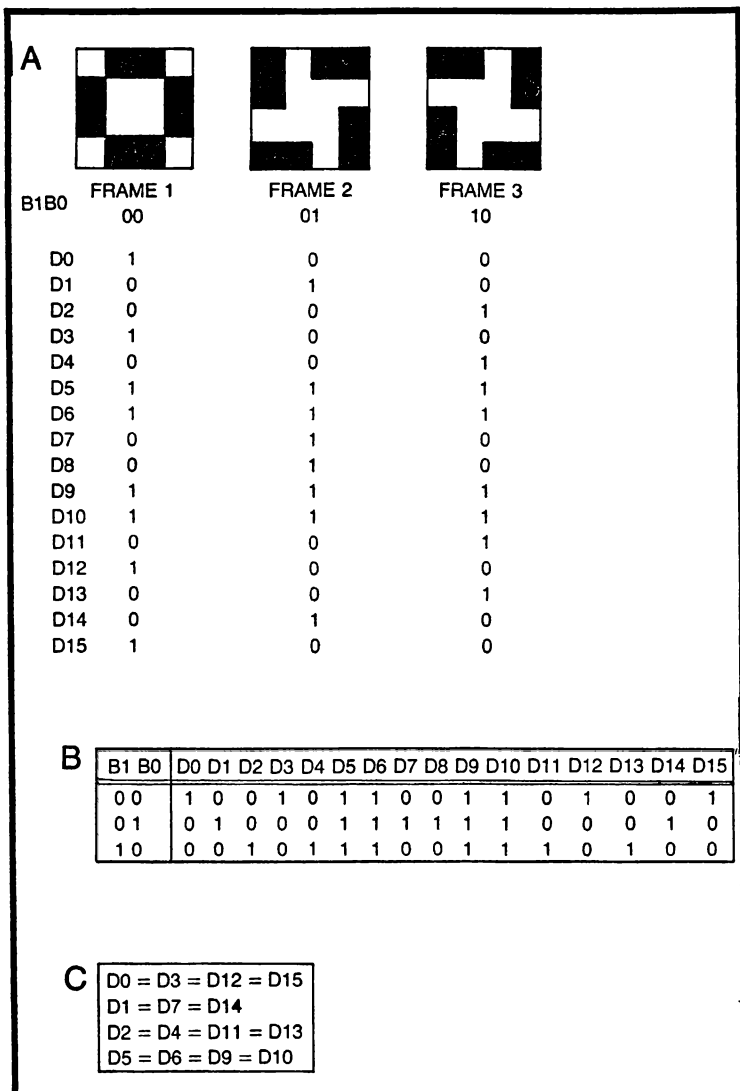 A
FRAME 1 FRAME 2 FRAME 3
B1B0 00 01 10
D0 1 0 0
D1 0 1 0
D2 0 0 1
D3 1 0 0
D4 0 0 1
D5 1 1 1
D6 1 1 1
D7 0 1 0
D8 0 1 0
D9 1 1 1
D10 1 1 1
D11 0 0 1
D12 1 0 0
D13 0 0 1
D14 0 1 0
D15 1 0 0
B
B1 B0 D0 D1 D2 D3 D4 D5 D6 D7 D8 D9 D10 D11 D12 D13 D14 D15
0 0 1 0 0 1 0 1 1 0 0 1 1 0 1 0 0 1
0 1 0 1 0 0 0 1 1 1 1 1 1 0 0 0 1 0
1 0 0 0 1 0 1 1 1 0 0 1 1 1 0 1 0 0
C
D0 = D3 = D12 = D15
D1 = D7 = D14
D2 = D4 = D11 = D13
D5 = D6 = D9 = D10